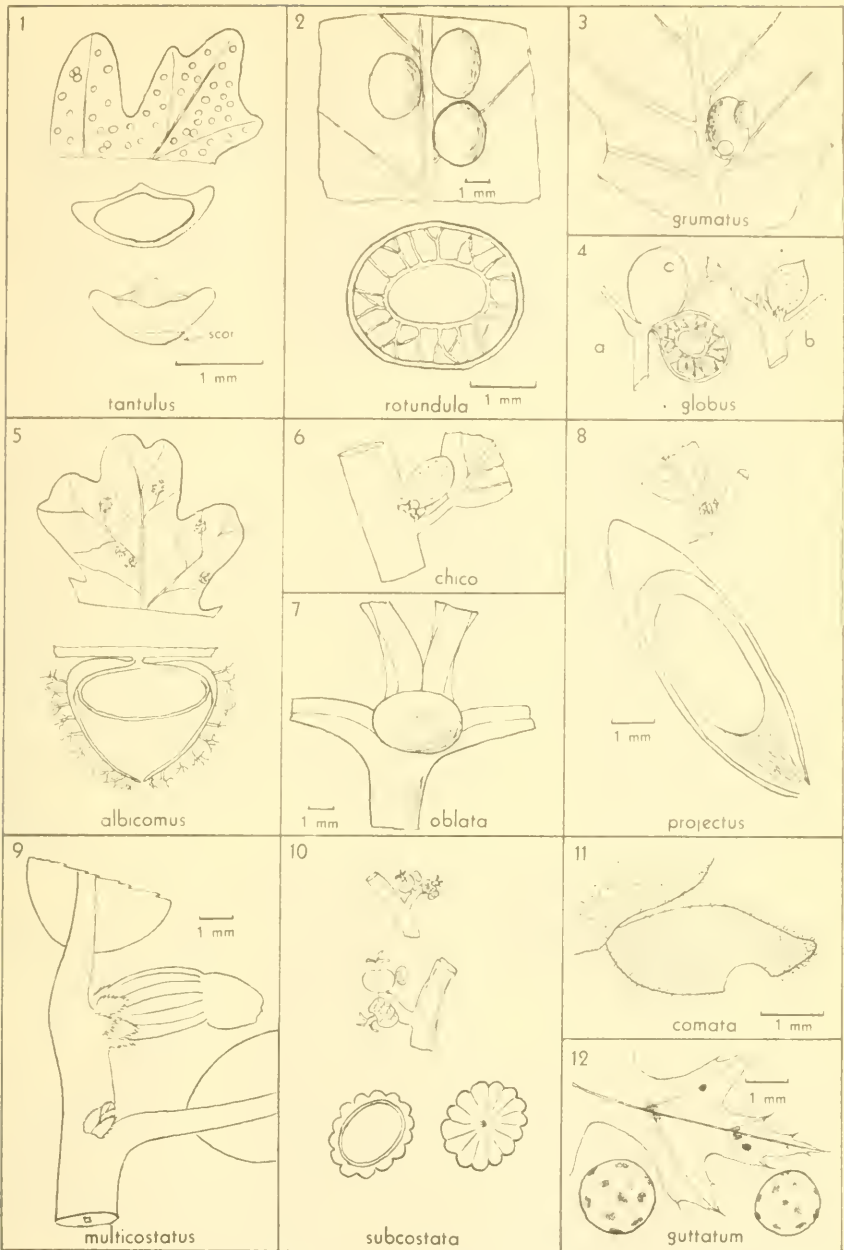 1
scar
1 mm
tantulus
2
1 mm
1 mm
rotundula
3
grumatus
4
a
b
globus
5
albicomus
6
chico
7
1 mm
oblata
8
1 mm
projectus
9
1 mm
multicostatus
10
subcostata
11
1 mm
comata
12
1 mm
guttatum